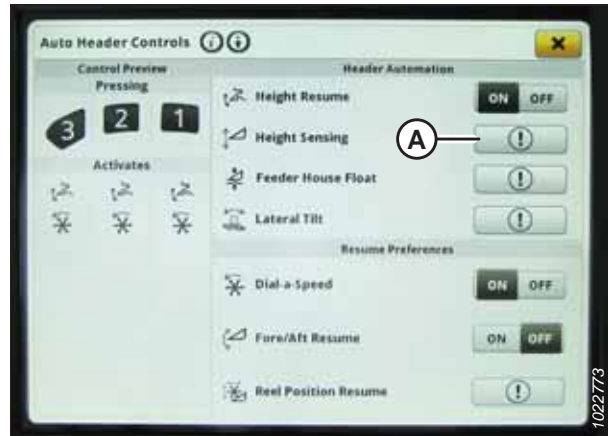 Auto Header Controls
Control Preview
Pressing
3 2 1
Activates
Header Automation
Height Resume ON OFF
A
Height Sensing
Feeder House Float
Lateral Tilt
Resume Preferences
Dial-a-Speed ON OFF
Fore/Aft Resume ON OFF
Reel Position Resume
1022773